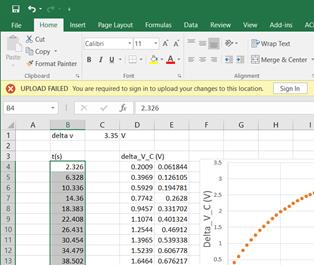 File Home Insert Page Layout Formulas Data Review View Add-ins
Cut
Copy
Paste
Format Painter
Clipboard
Calibri 11
B I U
Font
Wrap Text
Merge & Center
Alignment
UPLOAD FAILED You are required to sign in to upload your changes to this location. Sign In
B4 fx 2.326
A B C D E F G H
1 delta v 3.35 V
2
3 t(s) delta_V_C (V)
4 2.326 0.2009 0.061844
5 6.328 0.3969 0.126105
6 10.336 0.5929 0.194781
7 14.36 0.7742 0.2628
8 18.383 0.9457 0.331702
9 22.408 1.1074 0.401324
10 26.431 1.2544 0.46912
11 30.454 1.3965 0.539338
12 34.479 1.5239 0.606778
13 38.502 1.6464 0.676217
Delta_V_C (V)
3.5
3
2.5
2
1.5
1
0.5